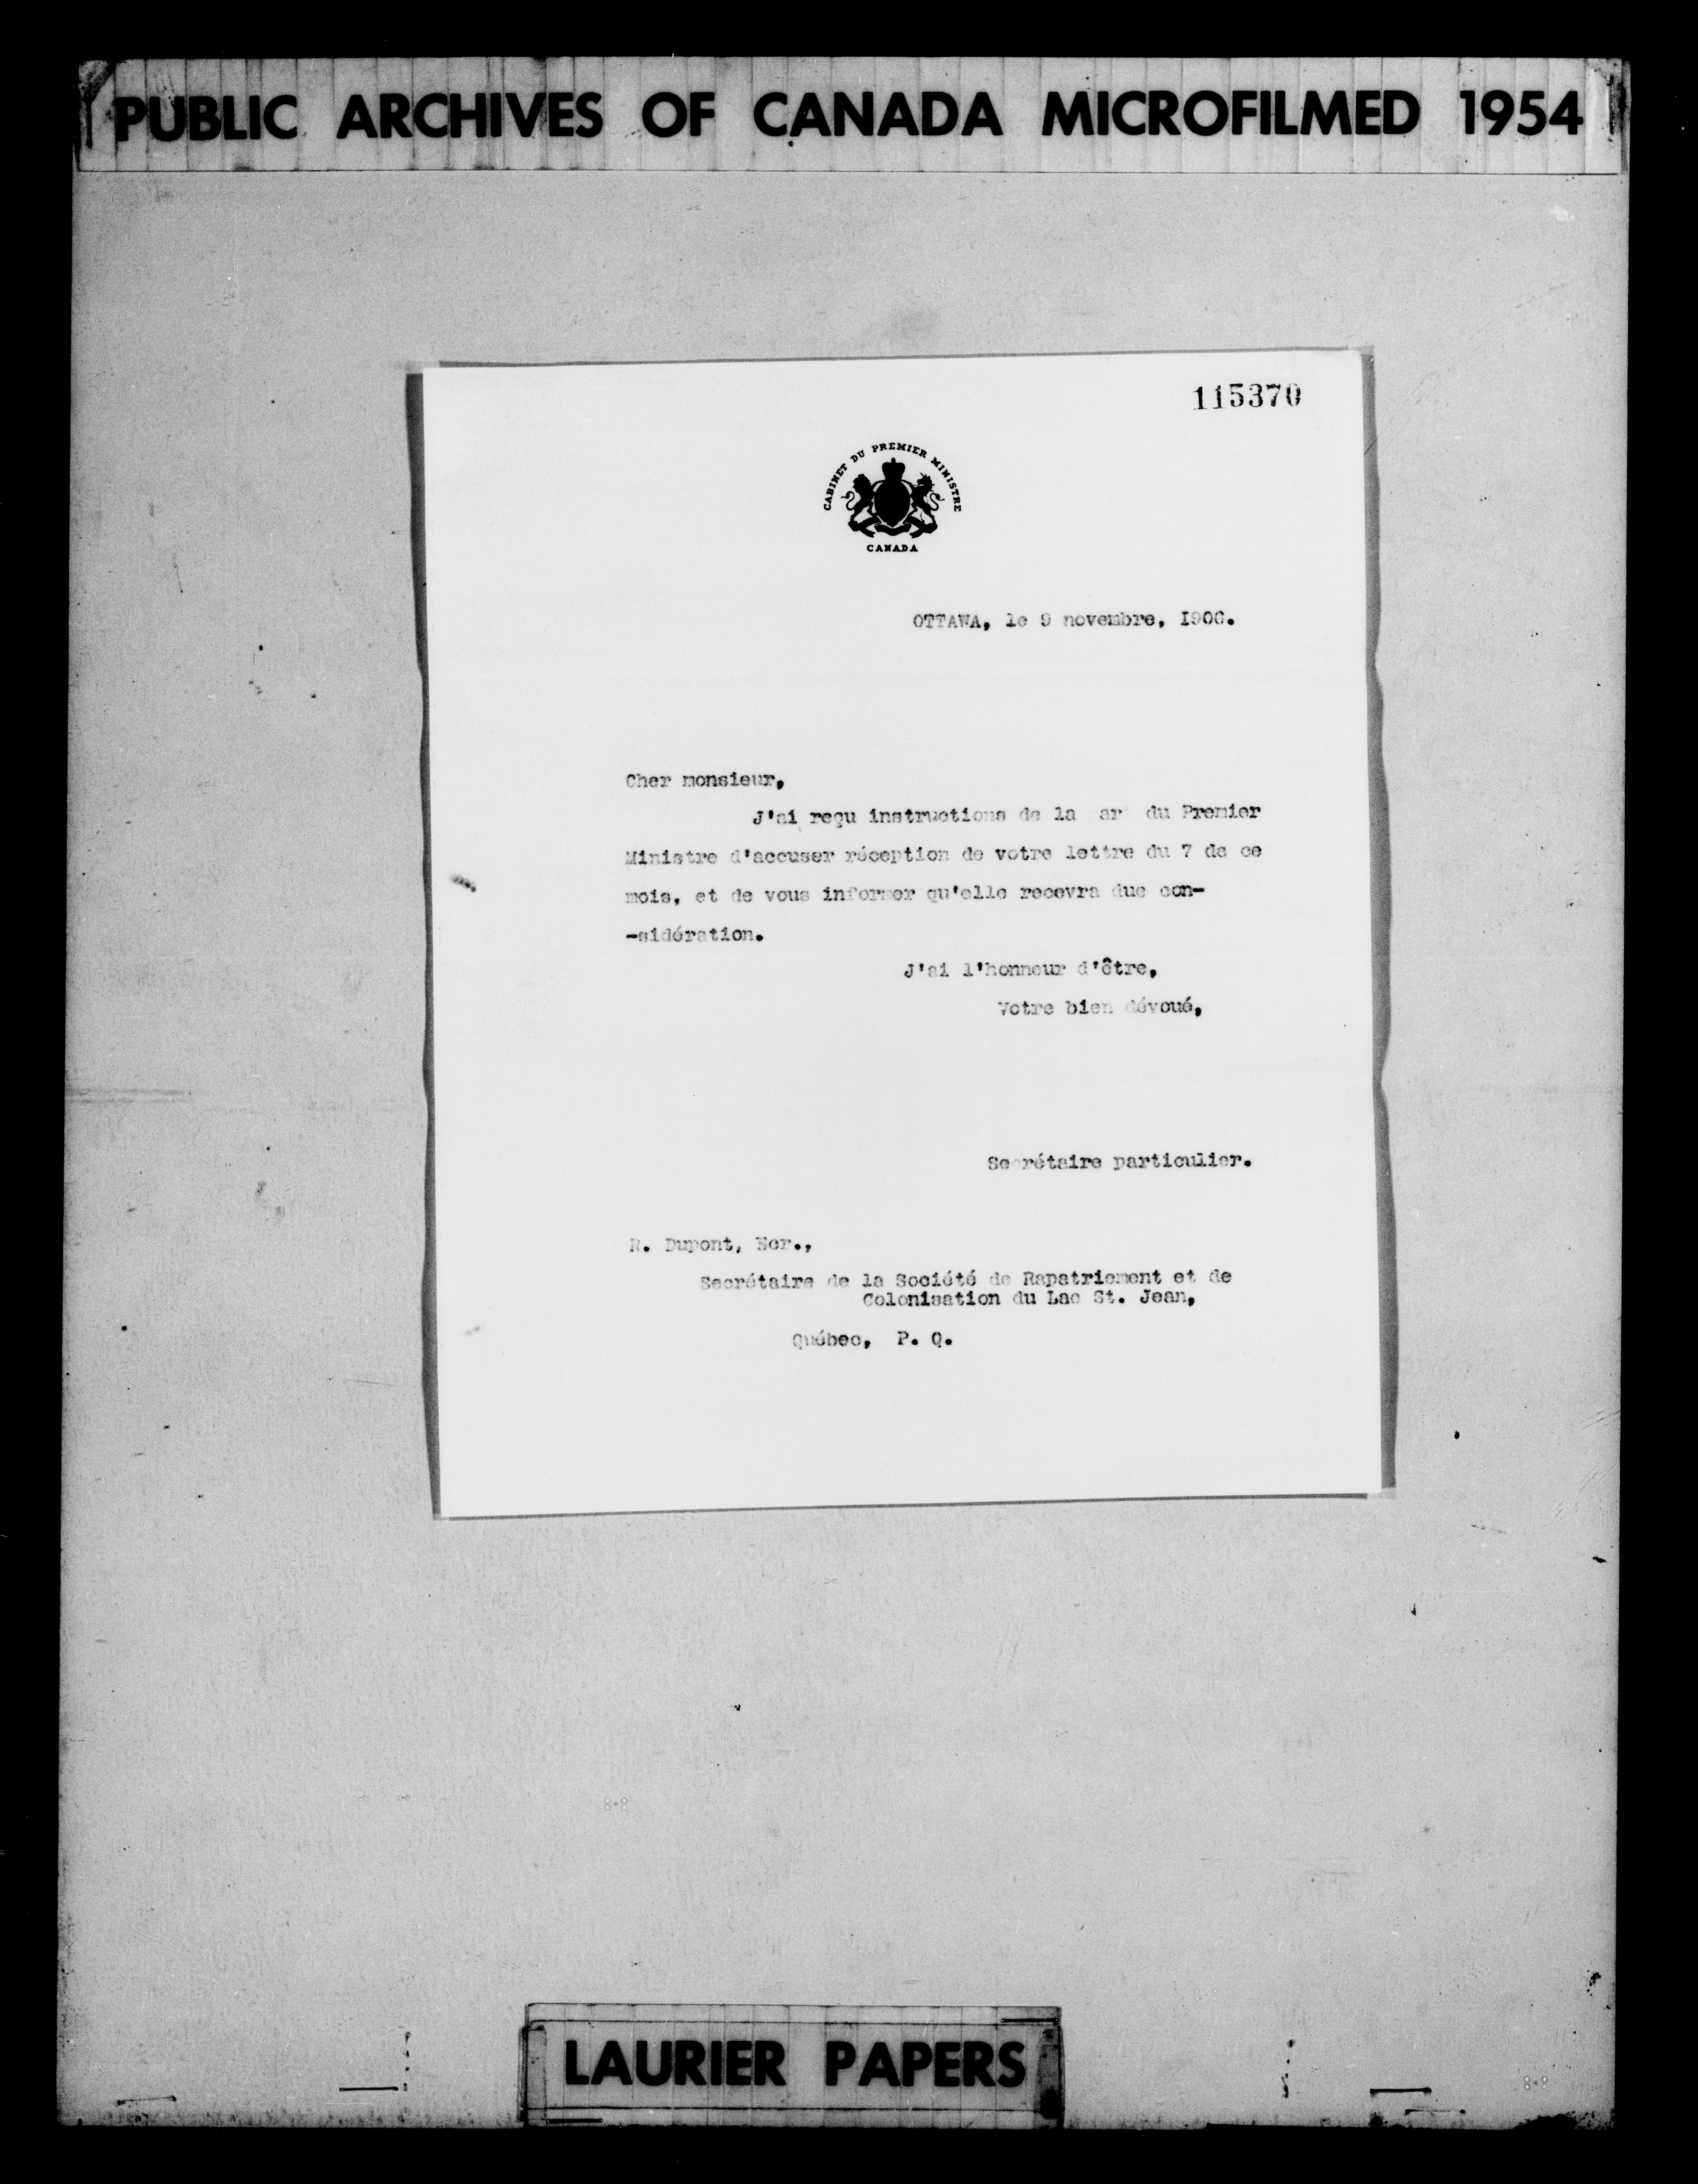 PUBLIC ARCHIVES OF CANADA MICROFILMED 1954
115370
CABINET DU PREMIER MINISTRE
CANADA
OTTAWA, le 9 novembre,
Cher monsieur,
J'ai reçu instructions de la du Premier
Ministre d'accuser réception de votre lettre du 7 de ce
mois, et de vous informer qu'elle recevra due con-
-sidération.
J'ai l'honneur d'être,
Votre bien dévoué,
Secrétaire particulier.
R. Dupont, Ecr.,
Secrétaire de la Société de Rapatriement et de
Colonisation du Lac St. Jean,
Québec, P. Q.
LAURIER PAPERS